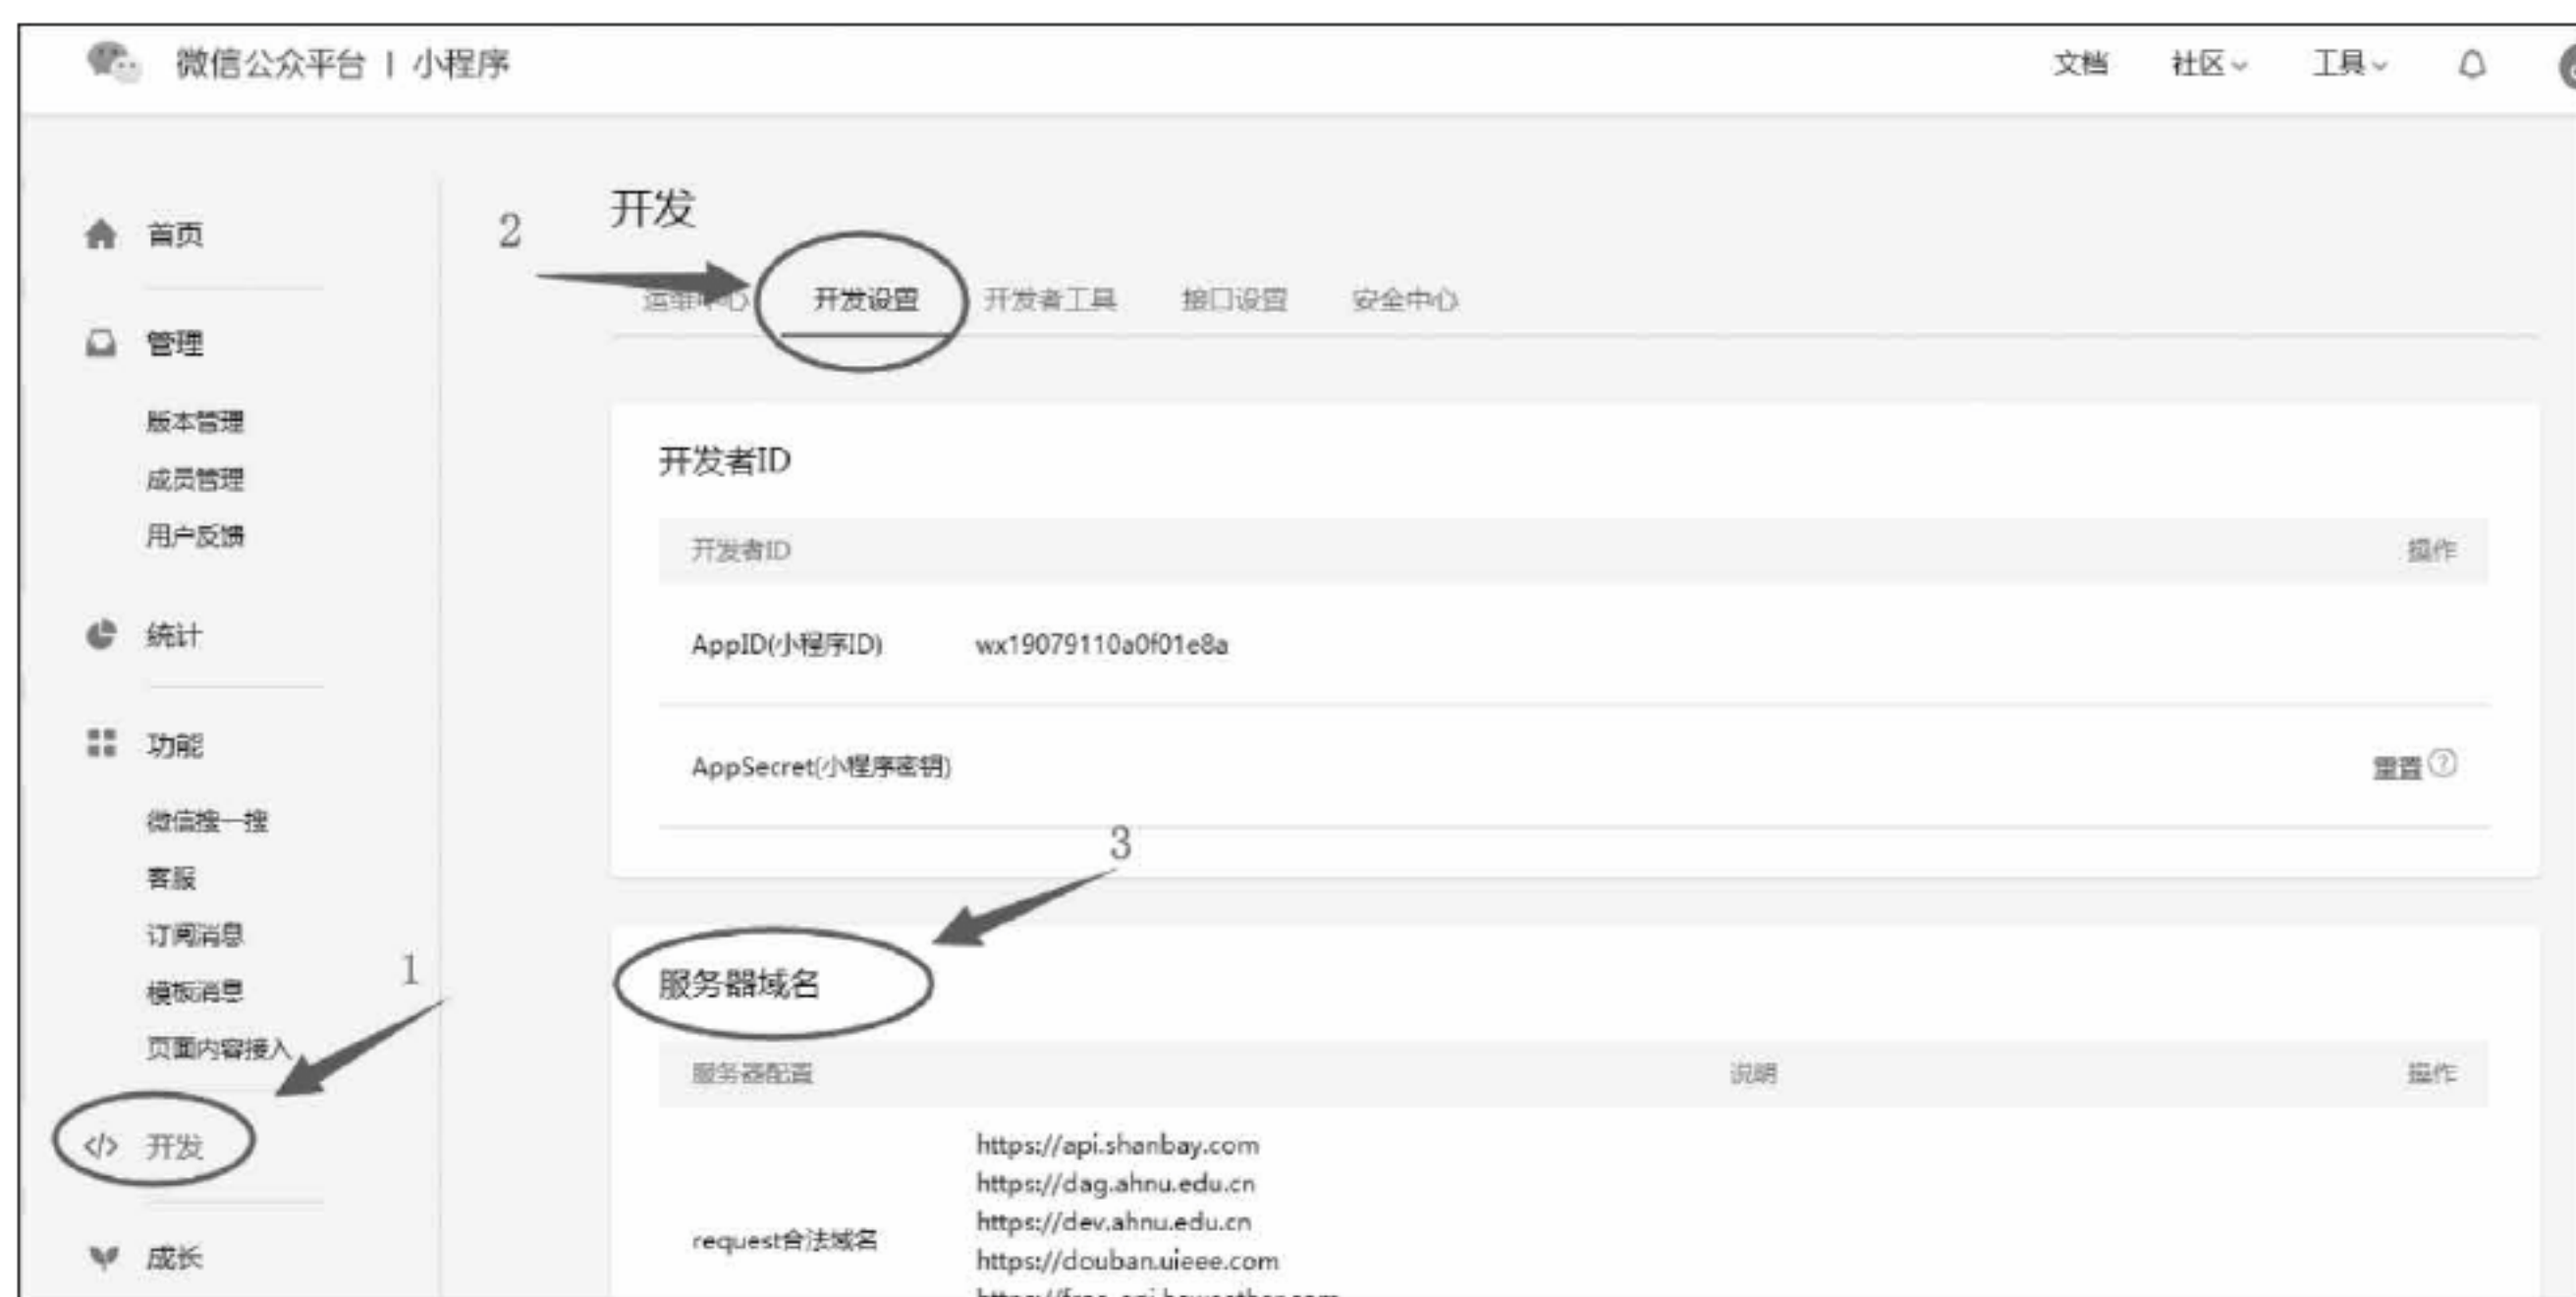 微信公众平台 | 小程序
文档 社区 工具
首页
管理
版本管理
成员管理
用户反馈
统计
功能
微信搜一搜
客服
订阅消息
模板消息
页面内容接入
1
开发
成长
2
开发
运维中心 开发设置 开发者工具 接口设置 安全中心
开发者ID
开发者ID 操作
AppID(小程序ID) wx19079110a0f01e8a
AppSecret(小程序密钥) 重置
3
服务器域名
服务器配置 说明 操作
request合法域名
https://api.shanbay.com
https://dag.ahnu.edu.cn
https://dev.ahnu.edu.cn
https://douban.uieee.com